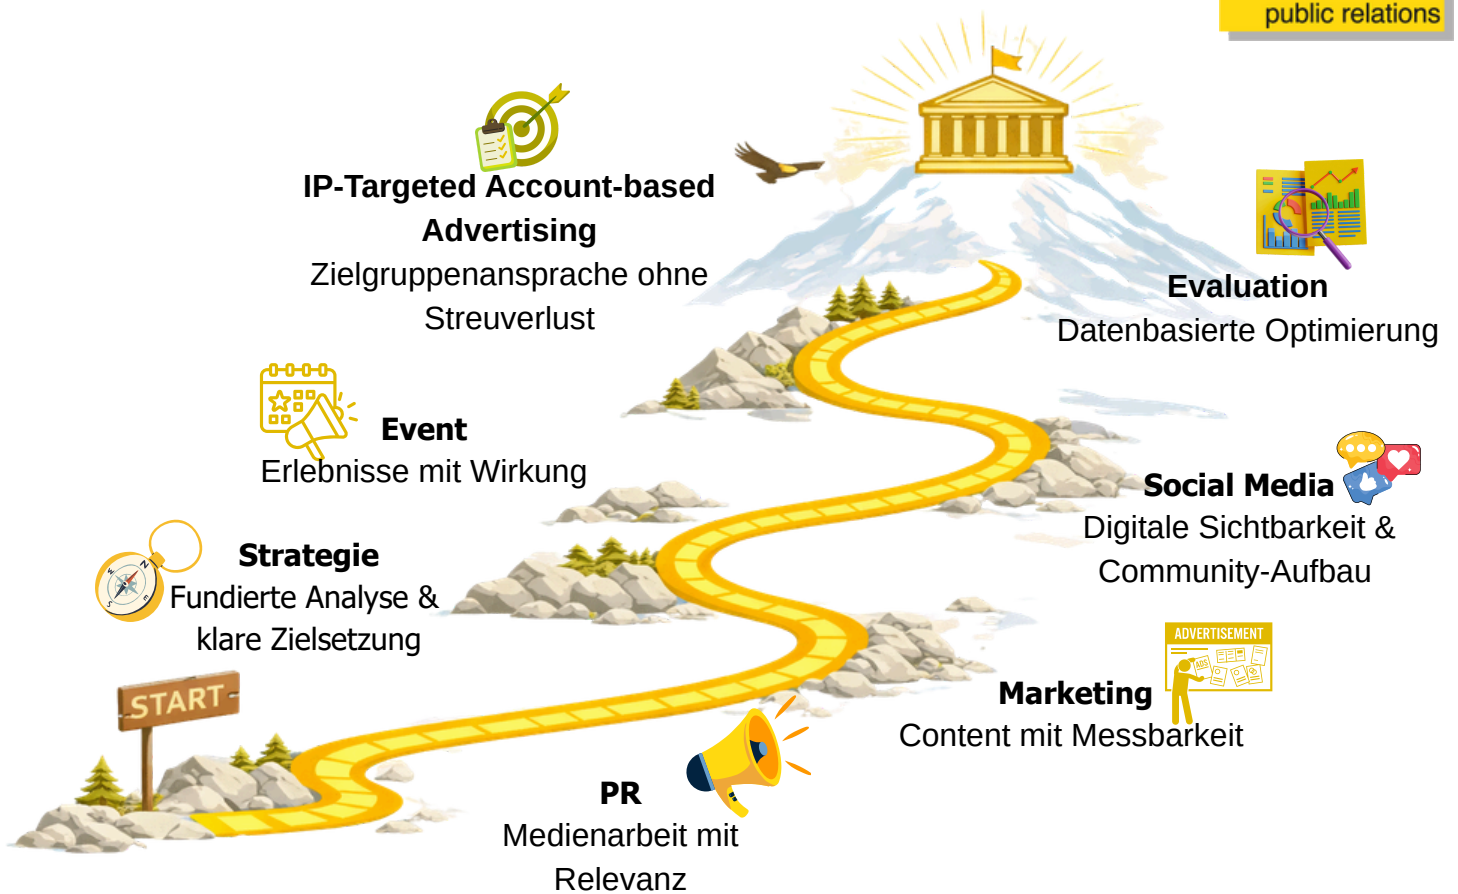 public relations
IP-Targeted Account-based
Advertising
Zielgruppenansprache ohne
Streuverlust
Evaluation
Datenbasierte Optimierung
Event
Erlebnisse mit Wirkung
Social Media
Digitale Sichtbarkeit &
Community-Aufbau
Strategie
Fundierte Analyse &
klare Zielsetzung
N
W
S
E
START
ADVERTISEMENT
ADS
Marketing
Content mit Messbarkeit
PR
Medienarbeit mit
Relevanz